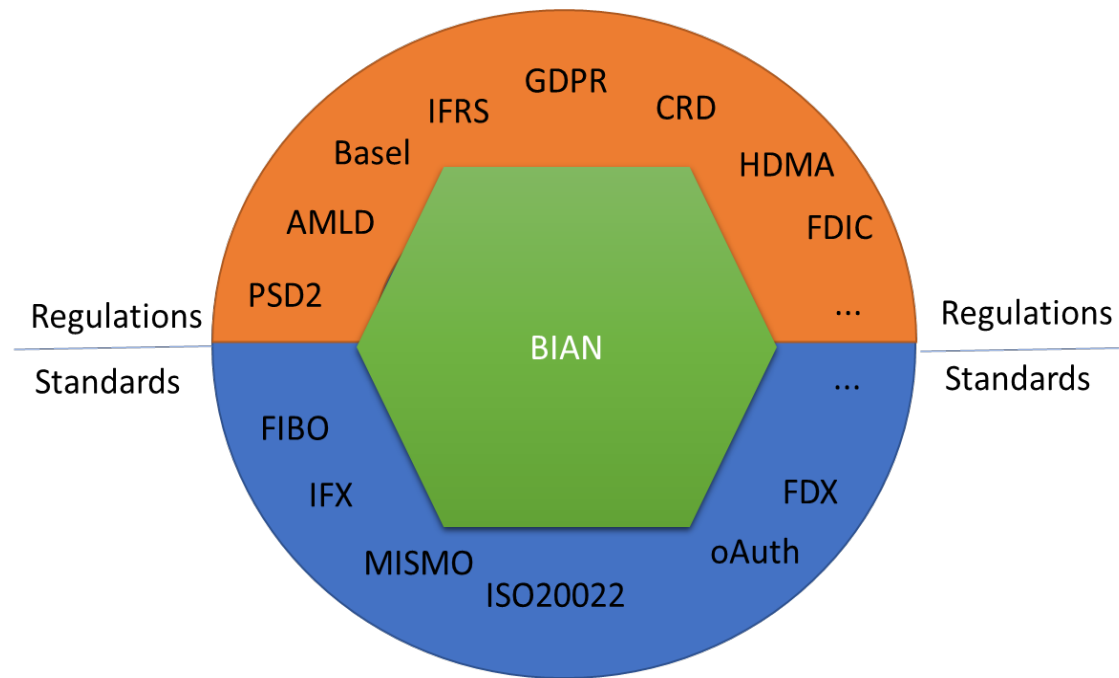 GDPR
IFRS
CRD
Basel
HDMA
AMLD
FDIC
PSD2
...
Regulations
Regulations
BIAN
Standards
Standards
...
FIBO
IFX
FDX
MISMO
oAuth
ISO20022